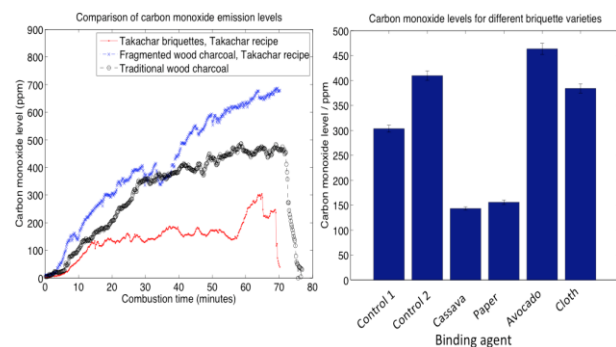 Comparison of carbon monoxide emission levels
Takachar briquettes, Takachar recipe
Fragmented wood charcoal, Takachar recipe
Traditional wood charcoal
Carbon monoxide level (ppm)
900
800
700
600
500
400
300
200
100
0
0 10 20 30 40 50 60 70 80
Combustion time (minutes)
Carbon monoxide levels for different briquette varieties
Carbon monoxide level / ppm
500
450
400
350
300
250
200
150
100
50
0
Control 1 Control 2 Cassava Paper Avocado Cloth
Binding agent